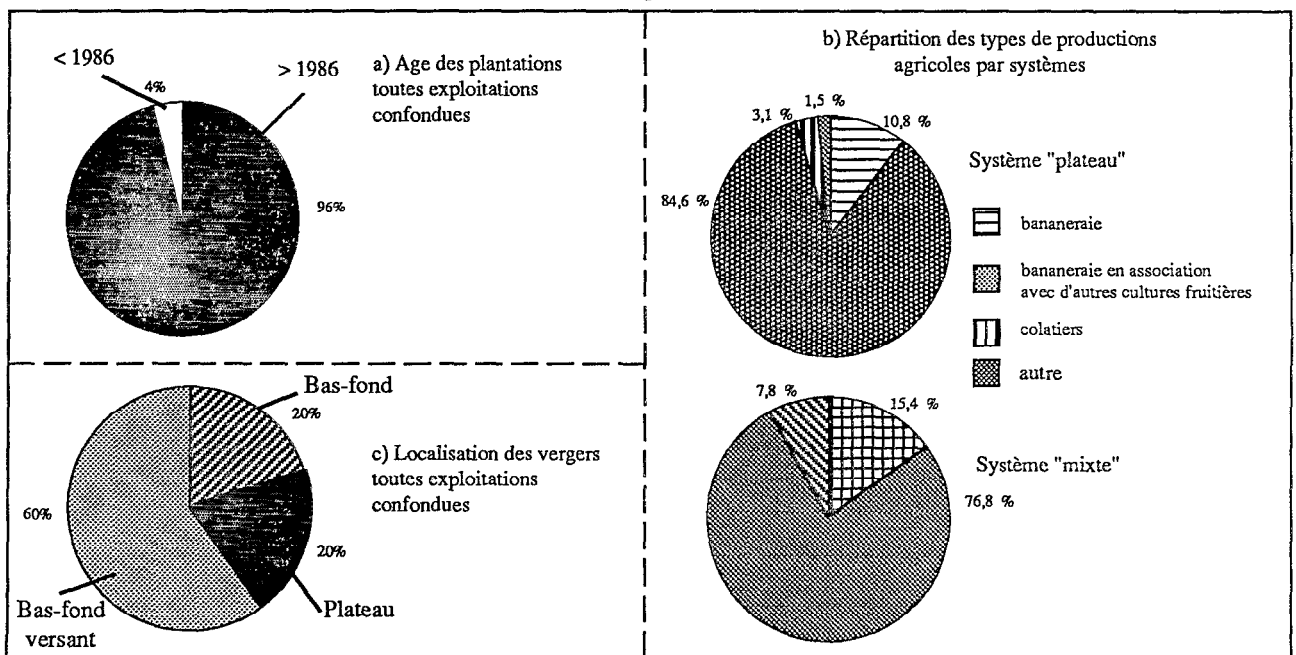 < 1986
4%
> 1986
96%
a) Age des plantations
toutes exploitations
confondues
b) Répartition des types de productions
agricoles par systèmes
3,1 %
1,5 %
10,8 %
84,6 %
Système "plateau"
bananeraie
bananeraie en association
avec d'autres cultures fruitières
colatiers
autre
Bas-fond
20%
c) Localisation des vergers
toutes exploitations
confondues
60%
20%
Bas-fond
versant
Plateau
7,8 %
15,4 %
Système "mixte"
76,8 %